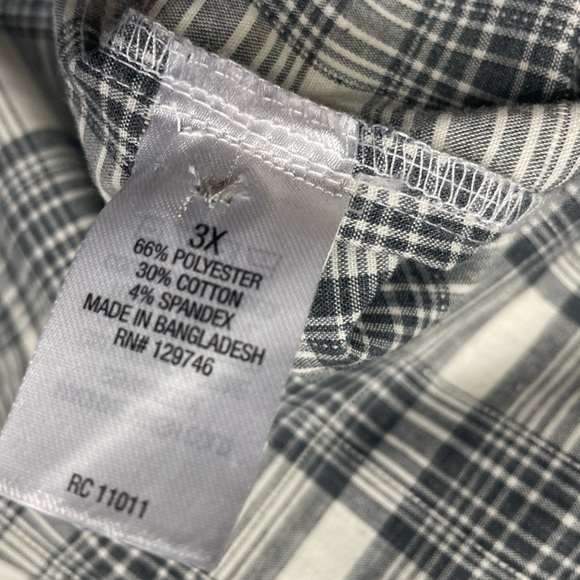 3X
66% POLYESTER
30% COTTON
4% SPANDEX
MADE IN BANGLADESH
RN# 129746
RC 11011